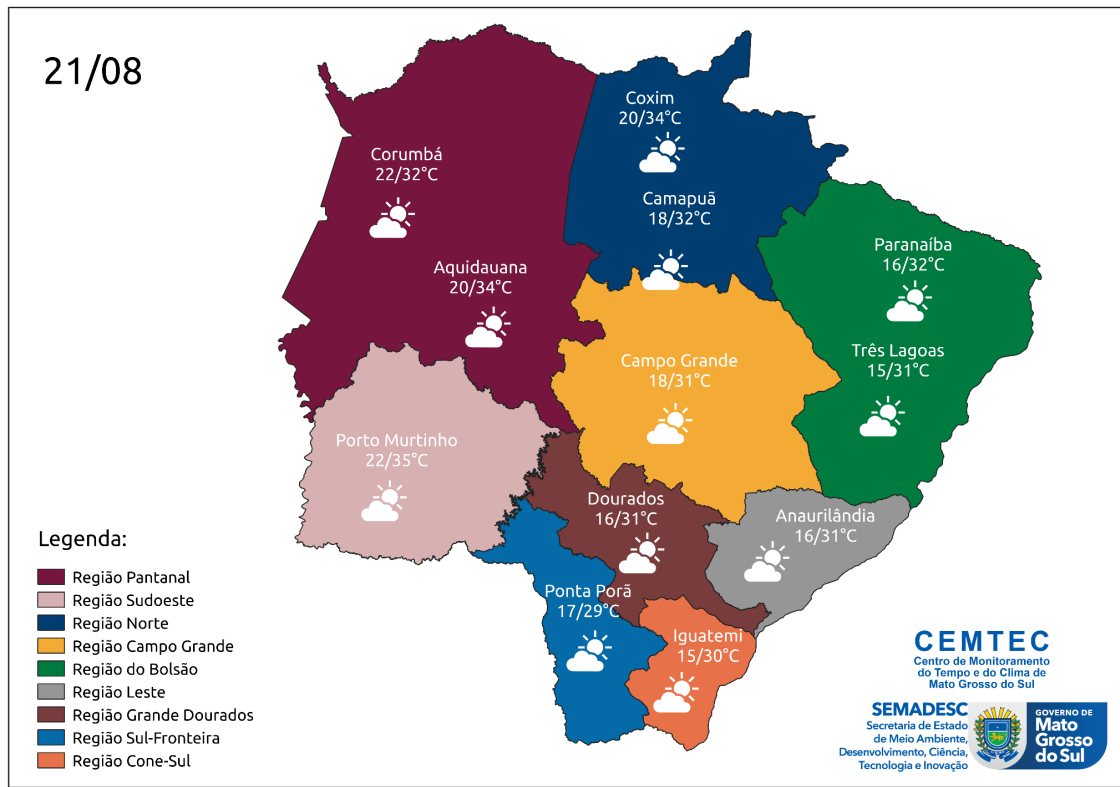 21/08
Coxim
20/34°C
Corumbá
22/32°C
Camapuã
18/32°C
Paranaíba
16/32°C
Aquidauana
20/34°C
Três Lagoas
15/31°C
Campo Grande
18/31°C
Porto Murtinho
22/35°C
Dourados
16/31°C
Anaurilândia
16/31°C
Ponta Porã
17/29°C
Iguatemi
15/30°C
Legenda:
Região Pantanal
Região Sudoeste
Região Norte
Região Campo Grande
Região do Bolsão
Região Leste
Região Grande Dourados
Região Sul-Fronteira
Região Cone-Sul
CEMTEC
Centro de Monitoramento
do Tempo e do Clima de
Mato Grosso do Sul
SEMADESC
Secretaria de Estado
de Meio Ambiente,
Desenvolvimento, Ciência,
Tecnologia e Inovação
GOVERNO DE
Mato
Grosso
do Sul